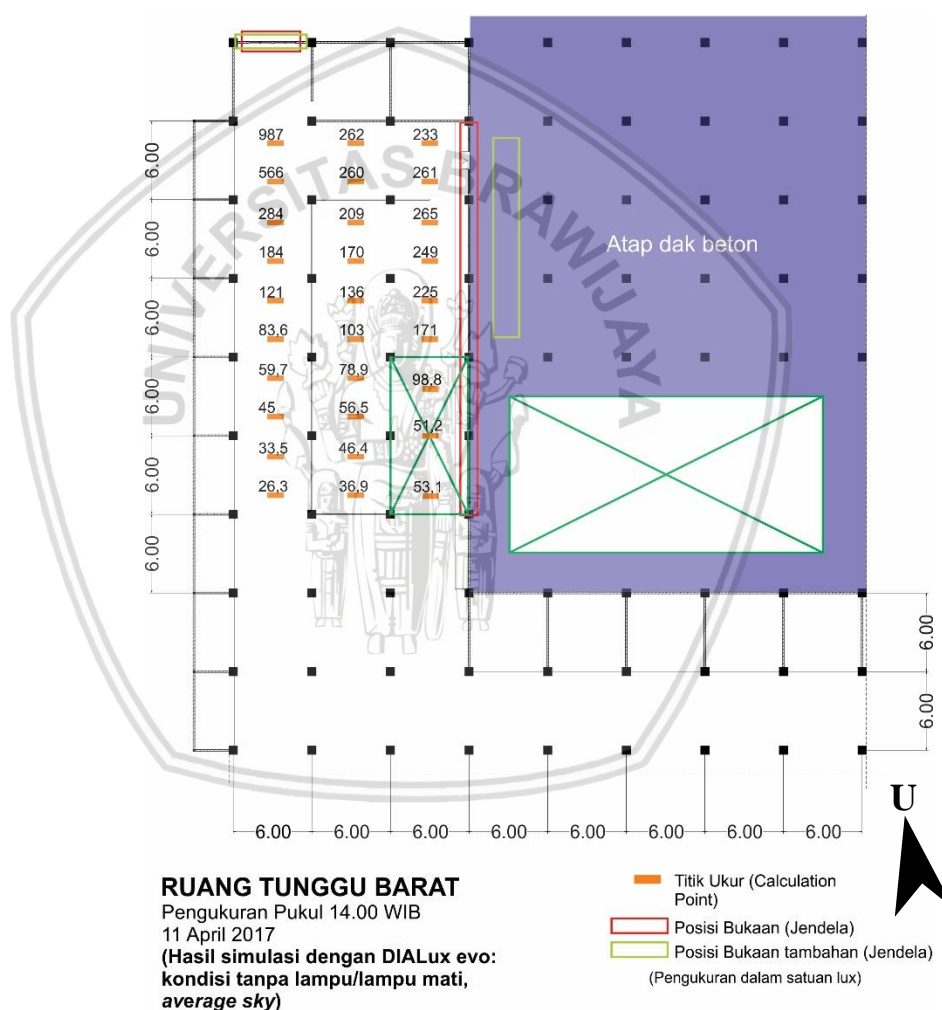 987 262 233
566 260 261
284 209 265
184 170 249
121 136 225
83,6 103 171
59,7 78,9 98,8
45 56,5 51,2
33,5 46,4
26,3 36,9 53,1
6.00
6.00
6.00
6.00
6.00
6.00
Atap dak beton
UNIVERSITAS BRAWIJAYA
6.00
6.00
6.00 6.00 6.00 6.00 6.00 6.00 6.00 6.00
U
RUANG TUNGGU BARAT
Pengukuran Pukul 14.00 WIB
11 April 2017
(Hasil simulasi dengan DIALux evo:
kondisi tanpa lampu/lampu mati,
average sky)
Titik Ukur (Calculation
Point)
Posisi Bukaan (Jendela)
Posisi Bukaan tambahan (Jendela)
(Pengukuran dalam satuan lux)